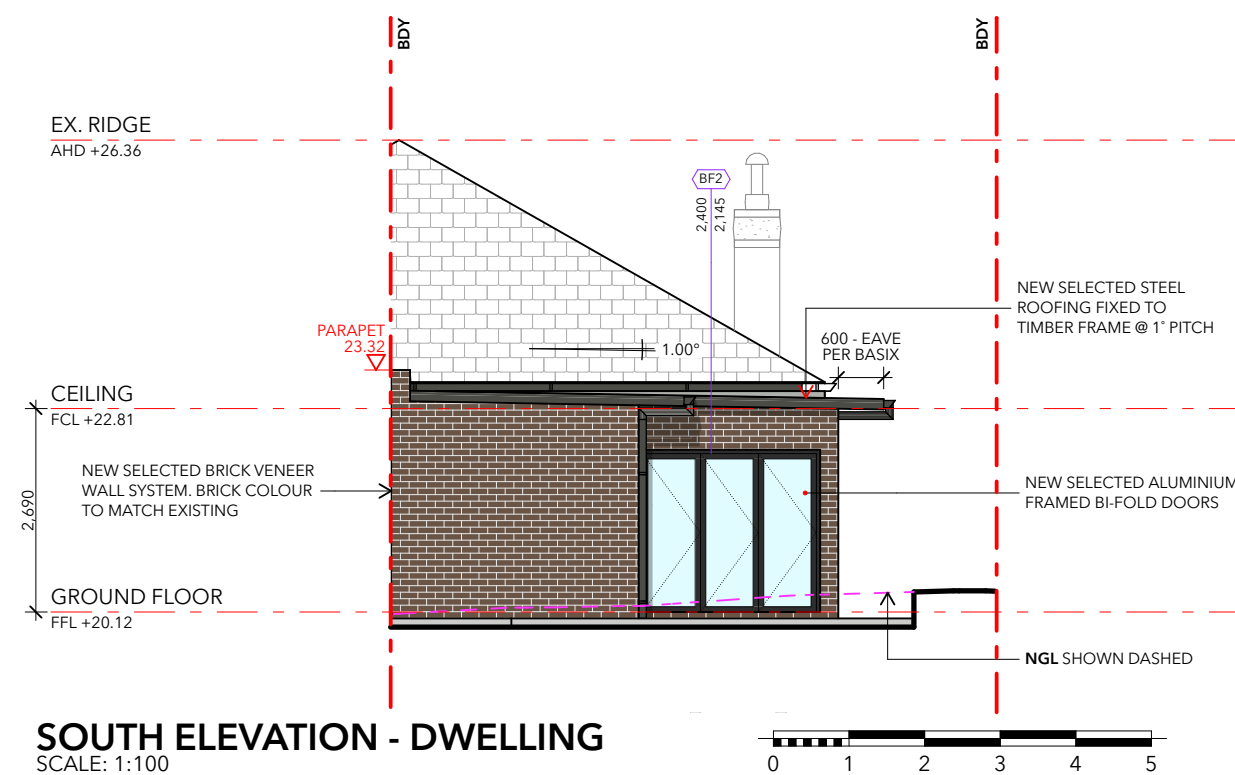 BDY
BDY
EX. RIDGE
AHD +26.36
BF2
2,400
2,145
NEW SELECTED STEEL
ROOFING FIXED TO
TIMBER FRAME @ 1° PITCH
PARAPET
23.32
1.00°
600 - EAVE
PER BASIX
CEILING
FCL +22.81
NEW SELECTED BRICK VENEER
WALL SYSTEM. BRICK COLOUR
TO MATCH EXISTING
2,690
NEW SELECTED ALUMINIUM
FRAMED BI-FOLD DOORS
GROUND FLOOR
FFL +20.12
NGL SHOWN DASHED
SOUTH ELEVATION - DWELLING
SCALE: 1:100
0 1 2 3 4 5